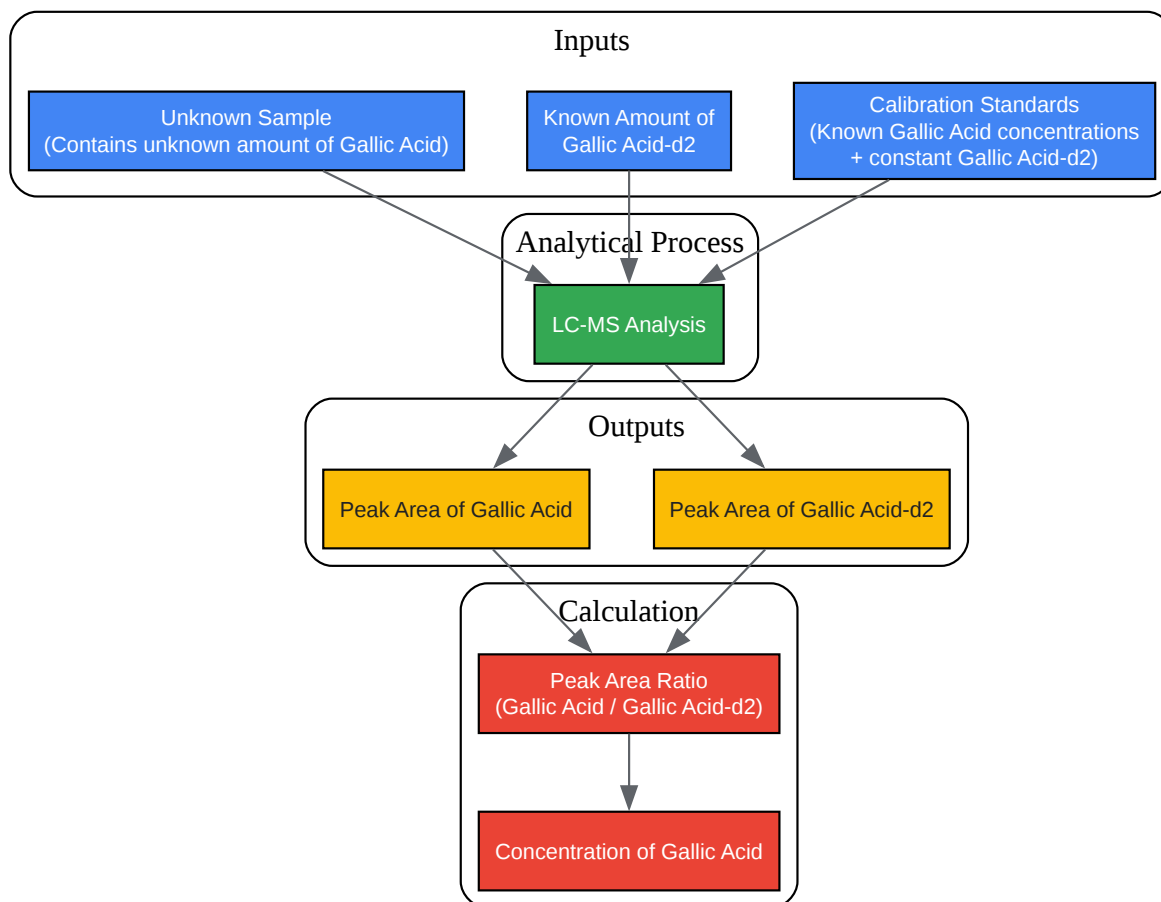 Inputs
Unknown Sample
(Contains unknown amount of Gallic Acid)
Known Amount of
Gallic Acid-d2
Calibration Standards
(Known Gallic Acid concentrations
+ constant Gallic Acid-d2)
Analytical Process
LC-MS Analysis
Outputs
Peak Area of Gallic Acid
Peak Area of Gallic Acid-d2
Calculation
Peak Area Ratio
(Gallic Acid / Gallic Acid-d2)
Concentration of Gallic Acid